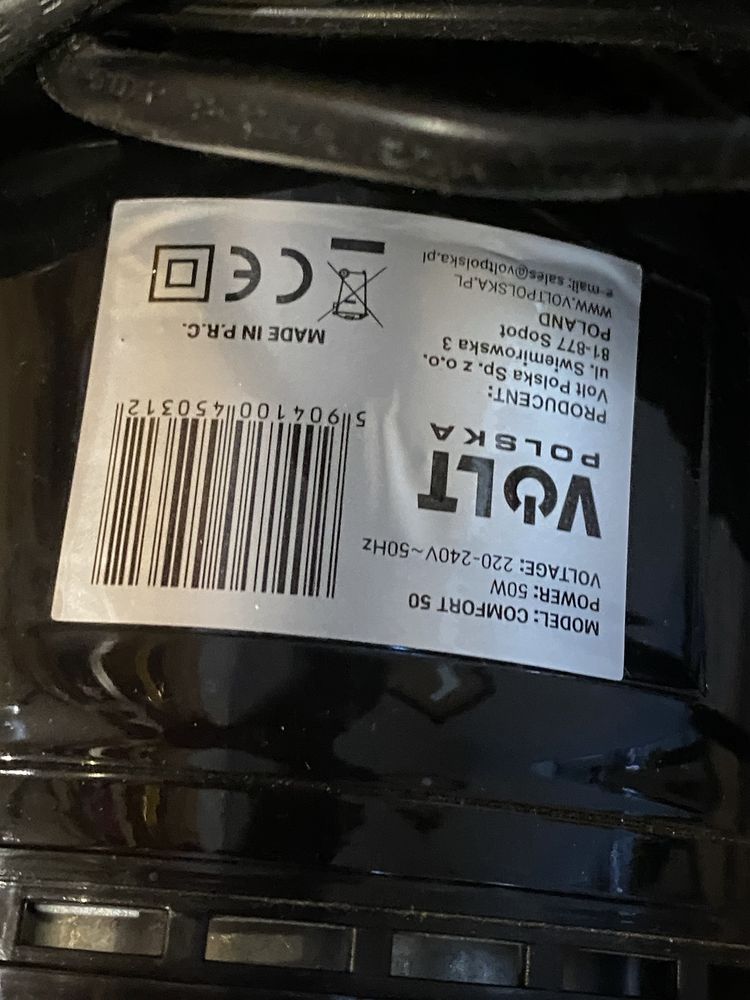 MODEL: COMFORT 50
POWER: 50W
VOLTAGE: 220-240V~50Hz
VOLT
POLSKA
PRODUCENT:
Volt Polska Sp. z o.o.
ul. Swiemirowska 3
81-877 Sopot
POLAND
WWW.VOLTPOLSKA.PL
e-mail: sales@voltpolska.pl
5 904100 450312
MADE IN P.R.C.
CE